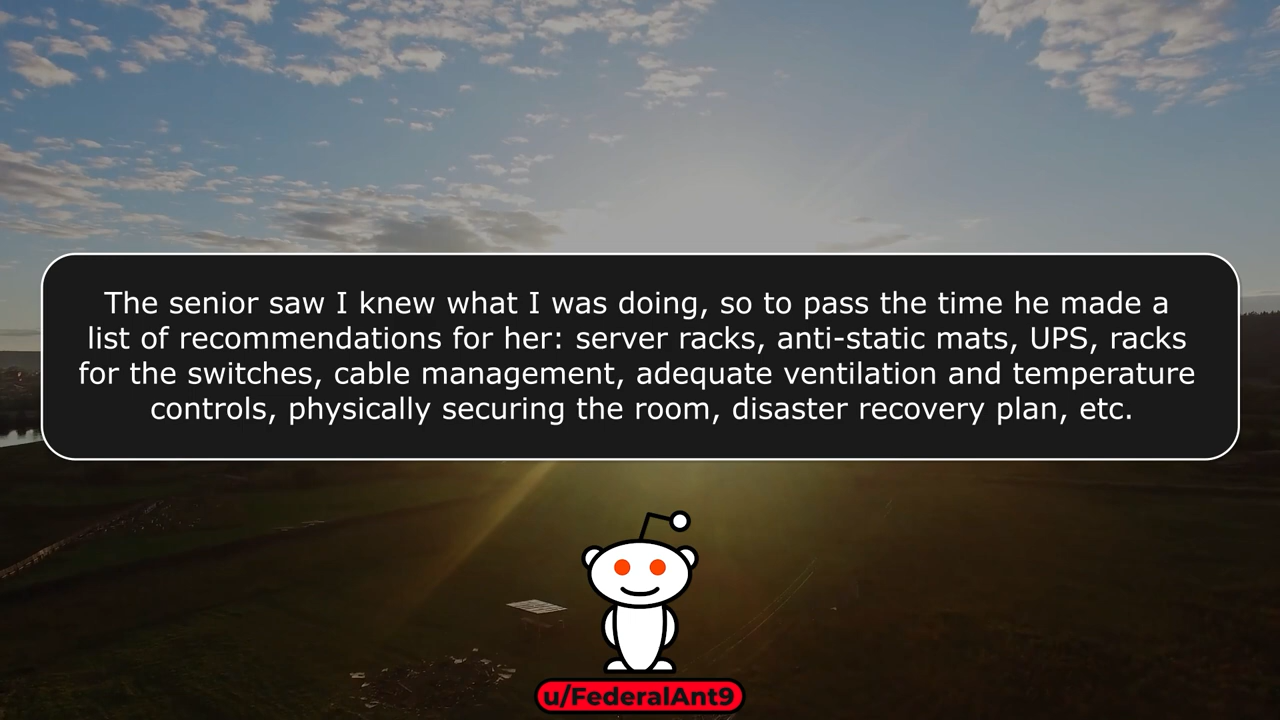 The senior saw I knew what I was doing, so to pass the time he made a
list of recommendations for her: server racks, anti-static mats, UPS, racks
for the switches, cable management, adequate ventilation and temperature
controls, physically securing the room, disaster recovery plan, etc.
u/FederalAnt9